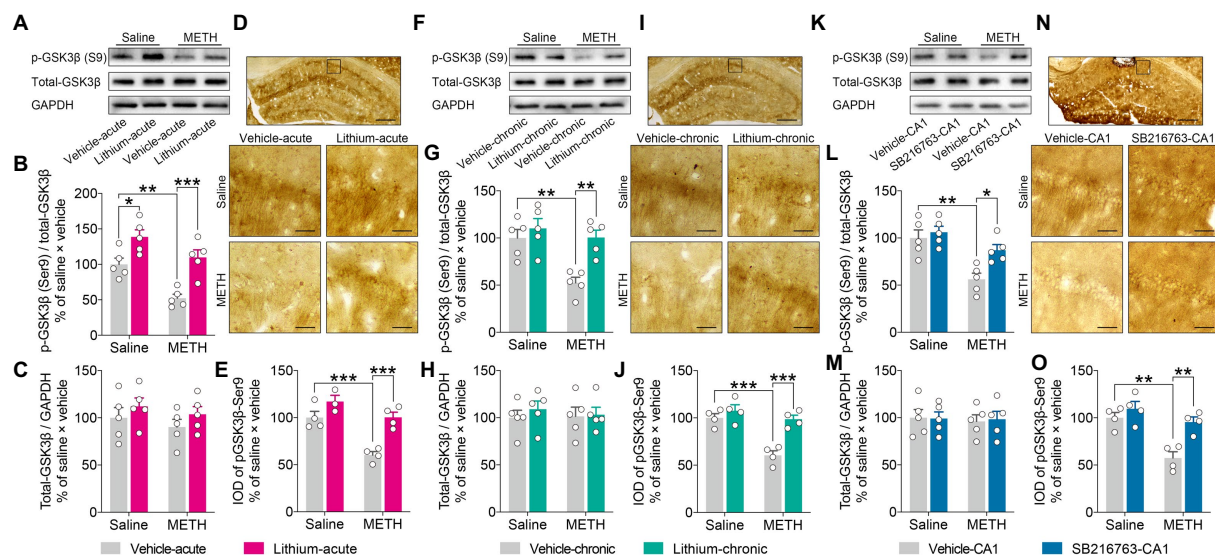 A
Saline METH
p-GSK3β (S9)
Total-GSK3β
GAPDH
Vehicle-acute
Lithium-acute
Vehicle-acute
Lithium-acute
B
p-GSK3β (Ser9) / total-GSK3β
% of saline × vehicle
200
150
100
50
0
* ** ***
Saline METH
C
Total-GSK3β / GAPDH
% of saline × vehicle
150
100
50
0
Saline METH
D
Vehicle-acute Lithium-acute
Saline
METH
E
IOD of pGSK3β-Ser9
% of saline × vehicle
150
100
50
0
*** ***
Saline METH
F
Saline METH
p-GSK3β (S9)
Total-GSK3β
GAPDH
Vehicle-chronic
Lithium-chronic
Vehicle-chronic
Lithium-chronic
G
p-GSK3β (Ser9) / total-GSK3β
% of saline × vehicle
150
100
50
0
** **
Saline METH
H
Total-GSK3β / GAPDH
% of saline × vehicle
150
100
50
0
Saline METH
I
Vehicle-chronic Lithium-chronic
Saline
METH
J
IOD of pGSK3β-Ser9
% of saline × vehicle
150
100
50
0
*** ***
Saline METH
K
Saline METH
p-GSK3β (S9)
Total-GSK3β
GAPDH
Vehicle-CA1
SB216763-CA1
Vehicle-CA1
SB216763-CA1
L
p-GSK3β (Ser9) / total-GSK3β
% of saline × vehicle
150
100
50
0
** *
Saline METH
M
Total-GSK3β / GAPDH
% of saline × vehicle
150
100
50
0
Saline METH
N
Vehicle-CA1 SB216763-CA1
Saline
METH
O
IOD of pGSK3β-Ser9
% of saline × vehicle
150
100
50
0
** **
Saline METH
Vehicle-acute Lithium-acute Vehicle-chronic Lithium-chronic Vehicle-CA1 SB216763-CA1